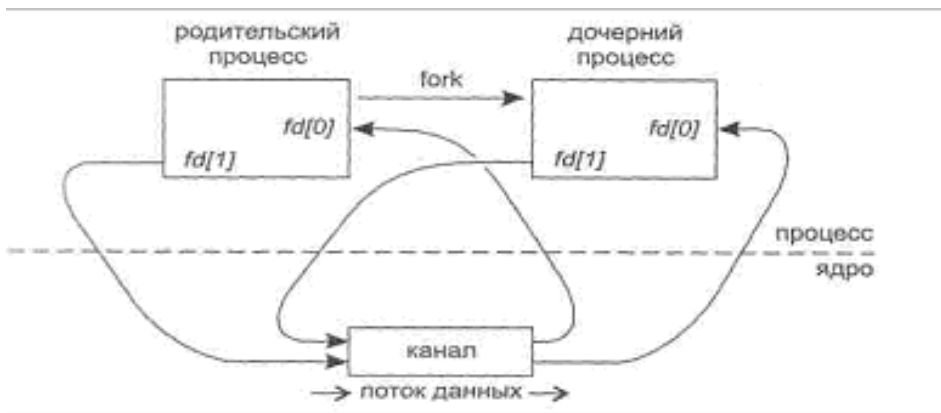 родительский
процесс
дочерний
процесс
fork
fd[0]
fd[1]
fd[0]
fd[1]
процесс
ядро
канал
поток данных